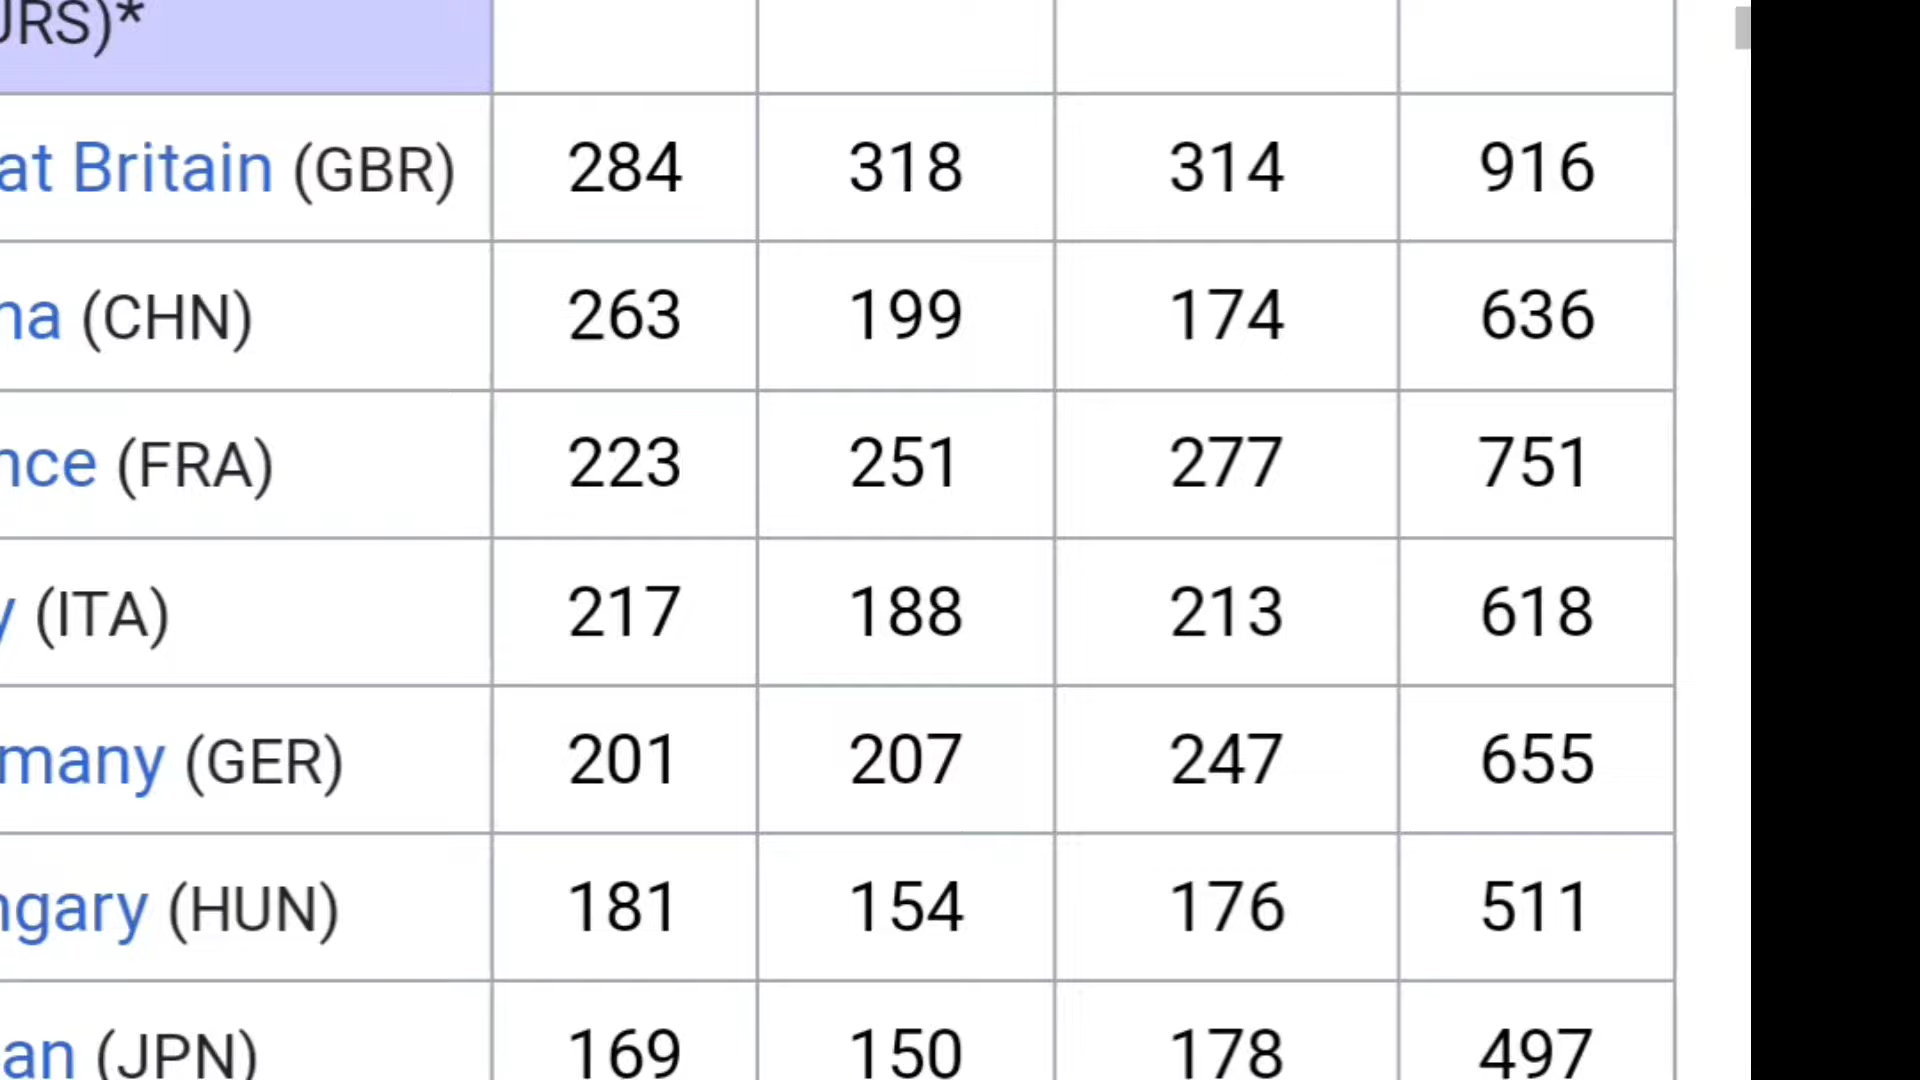 URS)*
at Britain (GBR) 284 318 314 916
na (CHN) 263 199 174 636
nce (FRA) 223 251 277 751
y (ITA) 217 188 213 618
many (GER) 201 207 247 655
ngary (HUN) 181 154 176 511
an (JPN) 169 150 178 497